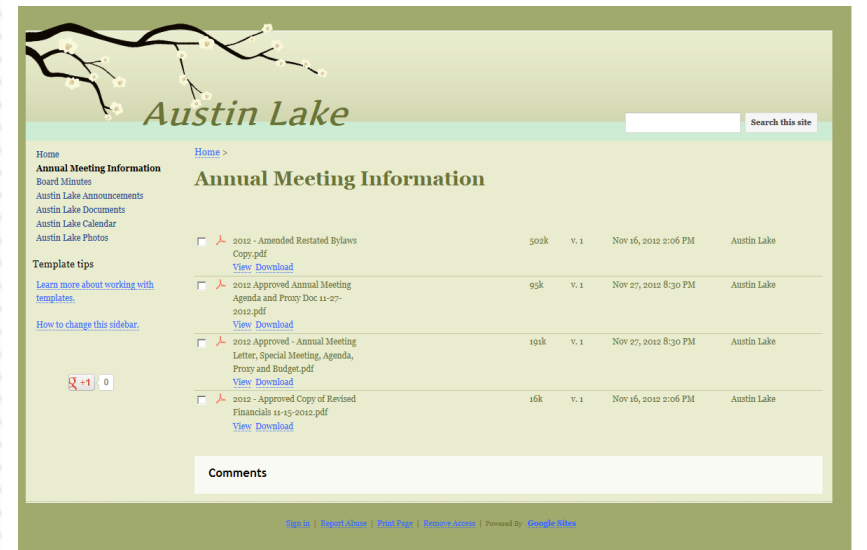 Austin Lake
Search this site
Home
Annual Meeting Information
Board Minutes
Austin Lake Announcements
Austin Lake Documents
Austin Lake Calendar
Austin Lake Photos
Template tips
Learn more about working with
templates.
How to change this sidebar.
+1 0
Home >
Annual Meeting Information
2012 - Amended Restated Bylaws 502k v. 1 Nov 16, 2012 2:06 PM Austin Lake
Copy.pdf
View Download
2012 Approved Annual Meeting 95k v. 1 Nov 27, 2012 8:30 PM Austin Lake
Agenda and Proxy Doc 11-27-
2012.pdf
View Download
2012 Approved - Annual Meeting 191k v. 1 Nov 27, 2012 8:30 PM Austin Lake
Letter, Special Meeting, Agenda,
Proxy and Budget.pdf
View Download
2012 - Approved Copy of Revised 16k v. 1 Nov 16, 2012 2:06 PM Austin Lake
Financials 11-15-2012.pdf
View Download
Comments
Sign in | Report Abuse | Print Page | Remove Access | Powered By Google Sites